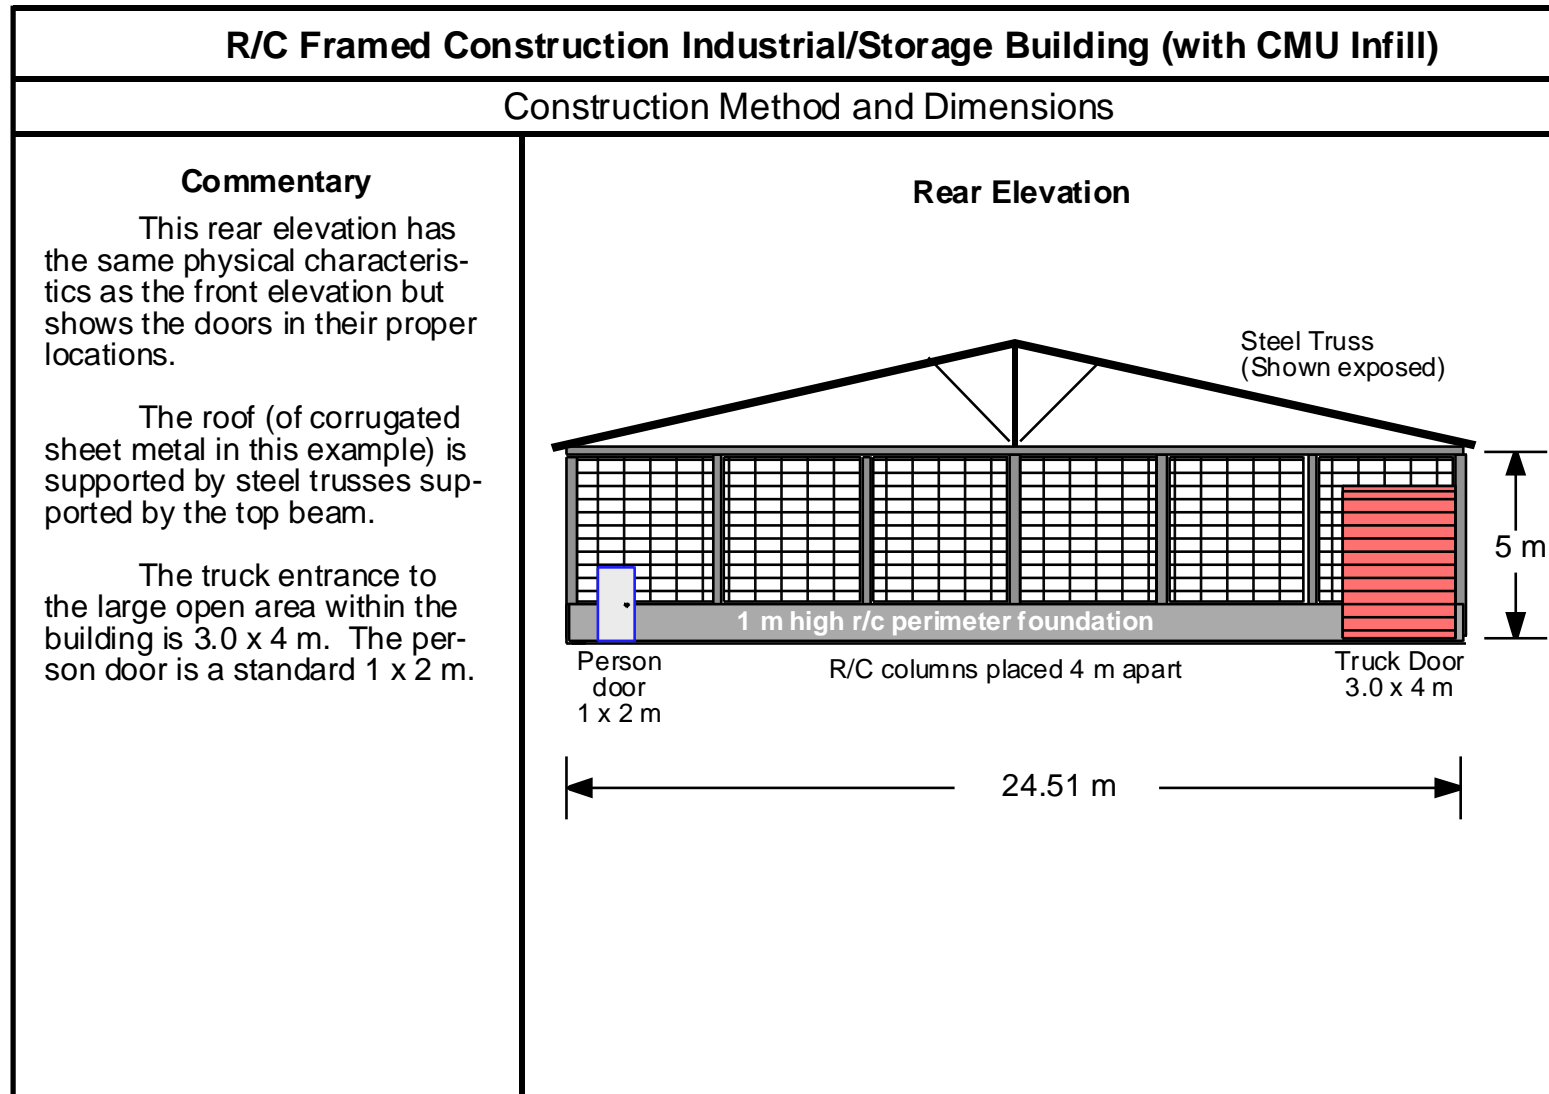 R/C Framed Construction Industrial/Storage Building (with CMU Infill)
Construction Method and Dimensions
Commentary
This rear elevation has
the same physical characteris-
tics as the front elevation but
shows the doors in their proper
locations.
The roof (of corrugated
sheet metal in this example) is
supported by steel trusses sup-
ported by the top beam.
The truck entrance to
the large open area within the
building is 3.0 x 4 m. The per-
son door is a standard 1 x 2 m.
Rear Elevation
Steel Truss
(Shown exposed)
5 m
1 m high r/c perimeter foundation
Person
door
1 x 2 m
R/C columns placed 4 m apart
Truck Door
3.0 x 4 m
24.51 m